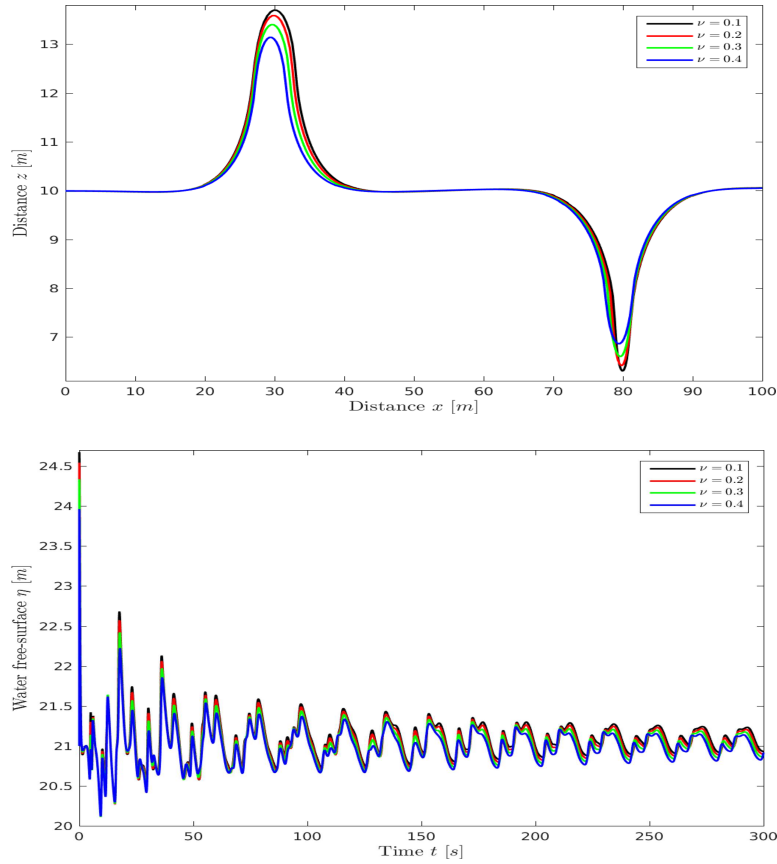 13
12
11
10
9
8
7
Distance z [m]
ν = 0.1
ν = 0.2
ν = 0.3
ν = 0.4
0 10 20 30 40 50 60 70 80 90 100
Distance x [m]
24.5
24
23.5
23
22.5
22
21.5
21
20.5
20
Water free-surface η [m]
ν = 0.1
ν = 0.2
ν = 0.3
ν = 0.4
0 50 100 150 200 250 300
Time t [s]